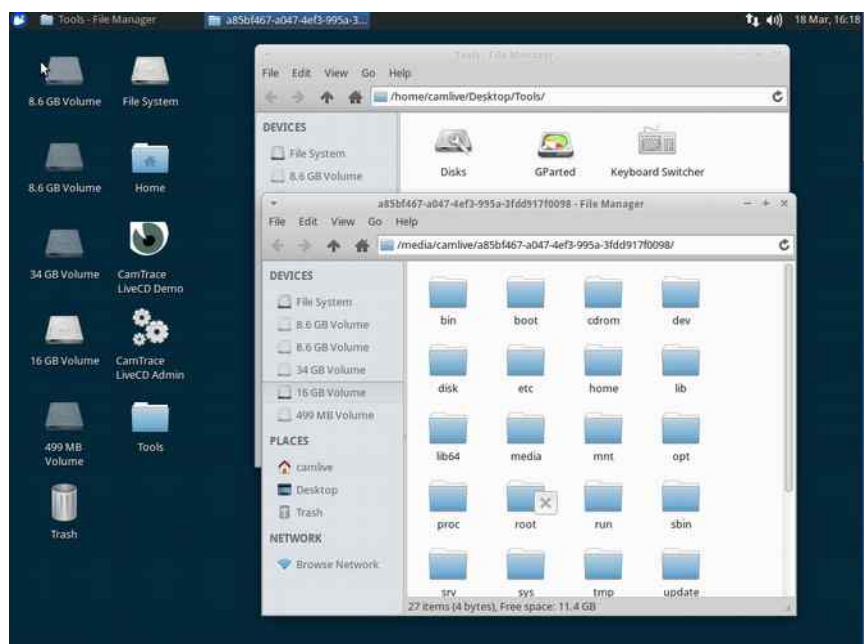 Tools - File Manager
a85bf467-a047-4ef3-995a-3...
18 Mar, 16:18
8.6 GB Volume
File System
8.6 GB Volume
Home
34 GB Volume
CamTrace
LiveCD Demo
16 GB Volume
CamTrace
LiveCD Admin
499 MB
Volume
Tools
Trash
Tools - File Manager
File Edit View Go Help
/home/camlive/Desktop/Tools/
DEVICES
File System
8.6 GB Volume
Disks
GParted
Keyboard Switcher
a85bf467-a047-4ef3-995a-3fdd917f0098 - File Manager
File Edit View Go Help
/media/camlive/a85bf467-a047-4ef3-995a-3fdd917f0098/
DEVICES
File System
8.6 GB Volume
8.6 GB Volume
34 GB Volume
16 GB Volume
499 MB Volume
PLACES
camlive
Desktop
Trash
NETWORK
Browse Network
bin boot cdrom dev
disk etc home lib
lib64 media mnt opt
proc root run sbin
srv sys tmp update
27 items (4 bytes), Free space: 11.4 GB